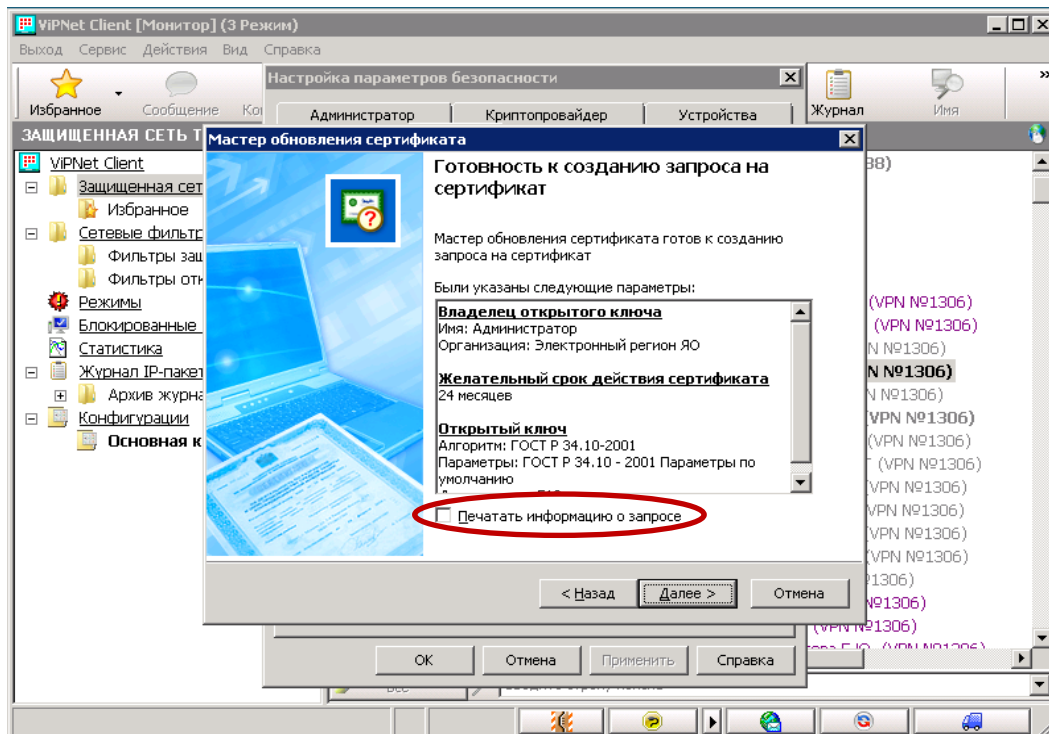 ViPNet Client [Монитор] (3 Режим)
Выход Сервис Действия Вид Справка
Избранное
Сообщение
Журнал
Имя
Настройка параметров безопасности
Администратор
Криптопровайдер
Устройства
ЗАЩИЩЕННАЯ СЕТЬ
ViPNet Client
Защищенная
Избранное
Сетевые
Фильтры
Фильтры
Режимы
Блокированные
Статистика
Журнал
Архив
Конфигурации
Основная
Мастер обновления сертификата
Готовность к созданию запроса на
сертификат
Мастер обновления сертификата готов к созданию
запроса на сертификат
Были указаны следующие параметры:
Владелец открытого ключа
Имя: Администратор
Организация: Электронный регион ЯО
Желательный срок действия сертификата
24 месяцев
Открытый ключ
Алгоритм: ГОСТ Р 34.10-2001
Параметры: ГОСТ Р 34.10 - 2001 Параметры по
умолчанию
Печатать информацию о запросе
< Назад
Далее >
Отмена
(VPN №1306)
(VPN №1306)
№1306)
№1306)
№1306)
(VPN №1306)
(VPN №1306)
(VPN №1306)
(VPN №1306)
VPN №1306)
(VPN №1306)
(VPN №1306)
№1306)
(VPN №1306)
OK
Отмена
Применить
Справка